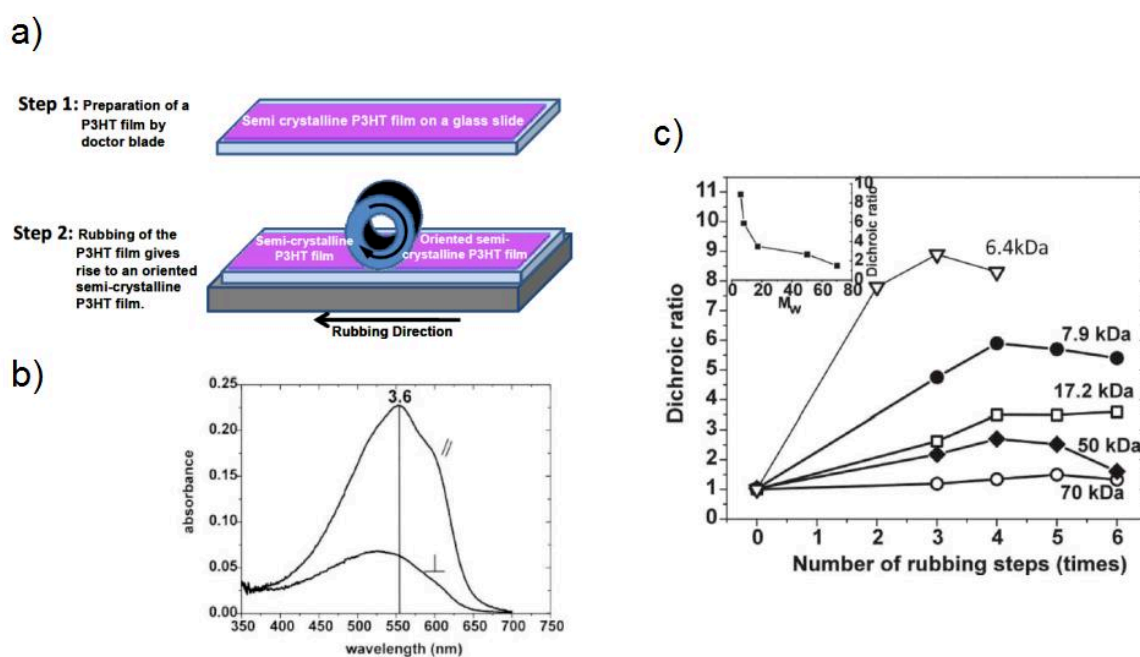 a)
Step 1: Preparation of a
P3HT film by
doctor blade
Semi crystalline P3HT film on a glass slide
Step 2: Rubbing of the
P3HT film gives
rise to an oriented
semi-crystalline
P3HT film.
Semi-crystalline
P3HT film
Oriented semi-
crystalline P3HT film
Rubbing Direction
b)
0.25
0.20
0.15
0.10
0.05
0.00
absorbance
3.6
//
⊥
350 400 450 500 550 600 650 700 750
wavelength (nm)
c)
11
10
9
8
7
6
5
4
3
2
1
0
Dichroic ratio
10
8
6
4
2
0
Dichroic ratio
0 20 40 60 80
Mw
6.4kDa
7.9 kDa
17.2 kDa
50 kDa
70 kDa
0 1 2 3 4 5 6
Number of rubbing steps (times)